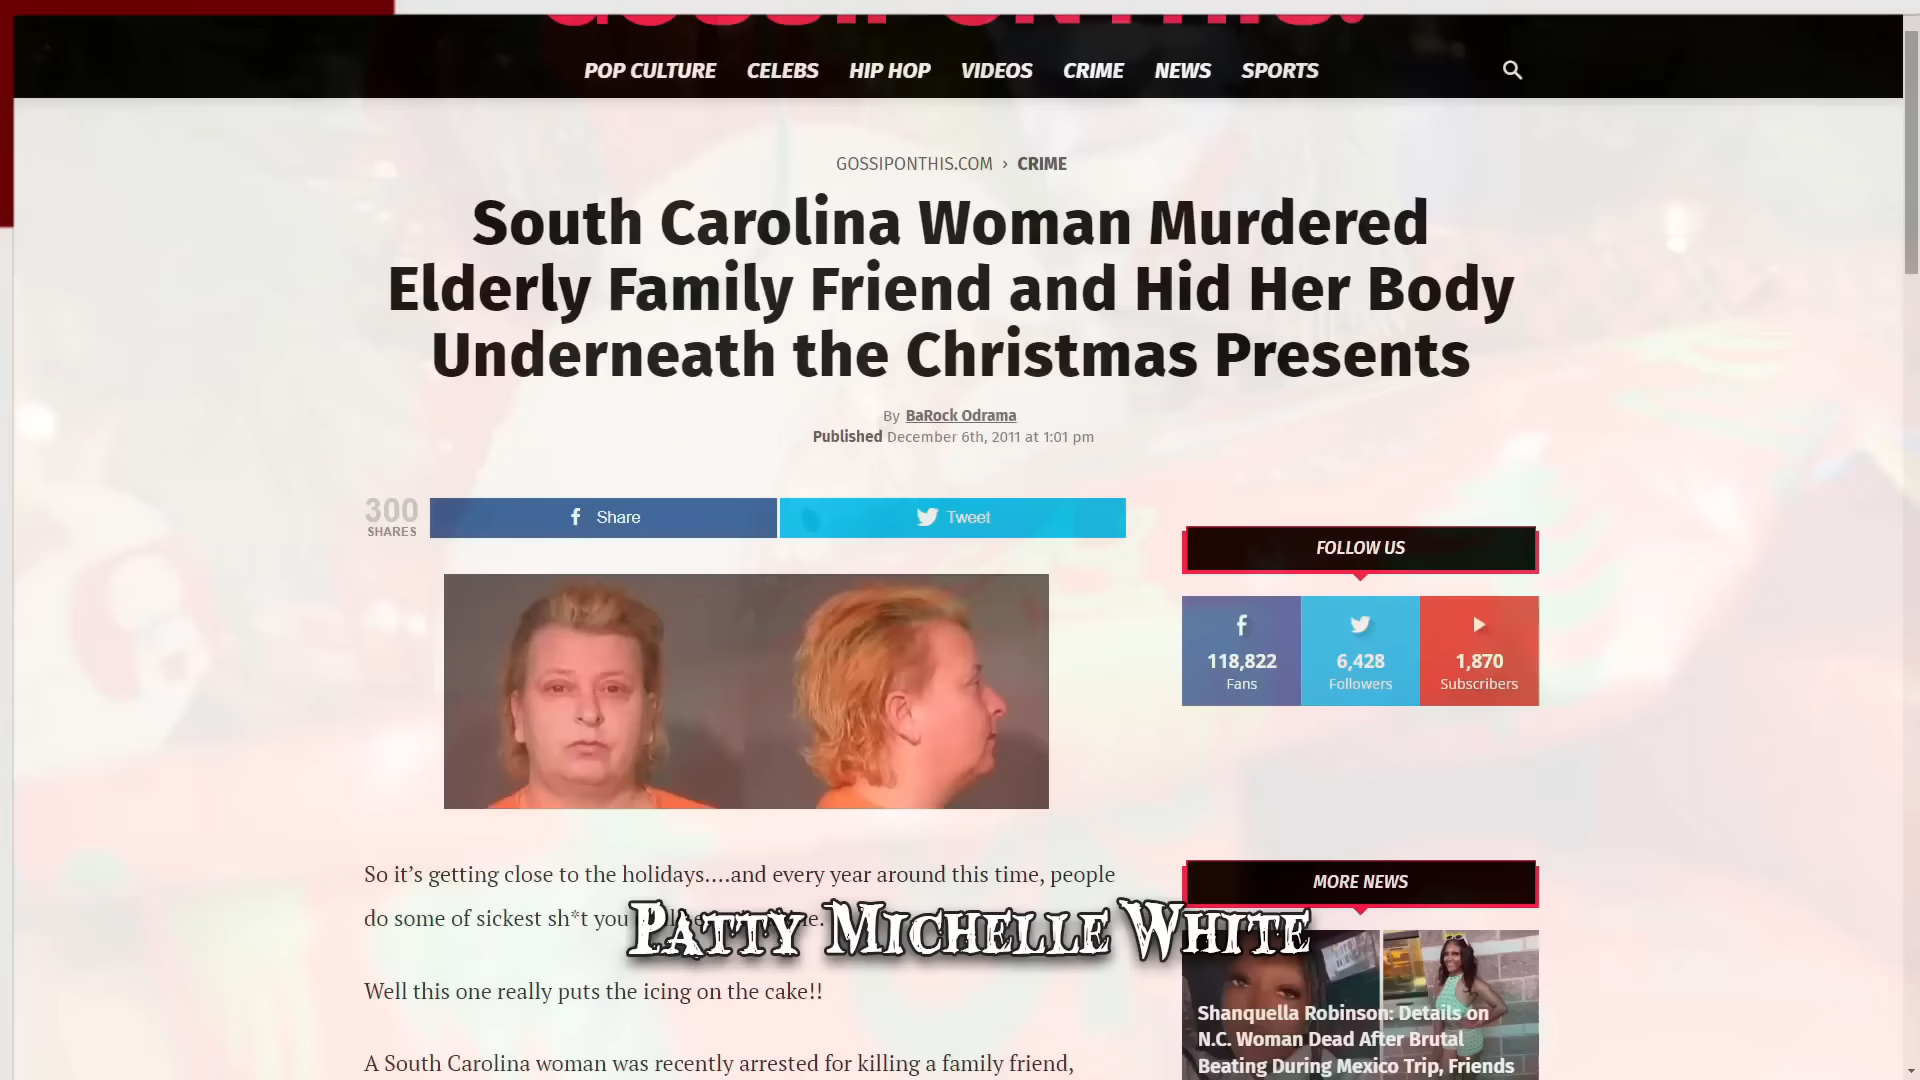 GOSSIPONTHIS.
POP CULTURE CELEBS HIP HOP VIDEOS CRIME NEWS SPORTS
GOSSIPONTHIS.COM › CRIME
South Carolina Woman Murdered
Elderly Family Friend and Hid Her Body
Underneath the Christmas Presents
By BaRock Odrama
Published December 6th, 2011 at 1:01 pm
300
SHARES
Share
Tweet
FOLLOW US
118,822
Fans
6,428
Followers
1,870
Subscribers
So it’s getting close to the holidays….and every year around this time, people
do some of sickest sh*t you
Patty Michelle White
Well this one really puts the icing on the cake!!
A South Carolina woman was recently arrested for killing a family friend,
MORE NEWS
Shanquella Robinson: Details on
N.C. Woman Dead After Brutal
Beating During Mexico Trip, Friends